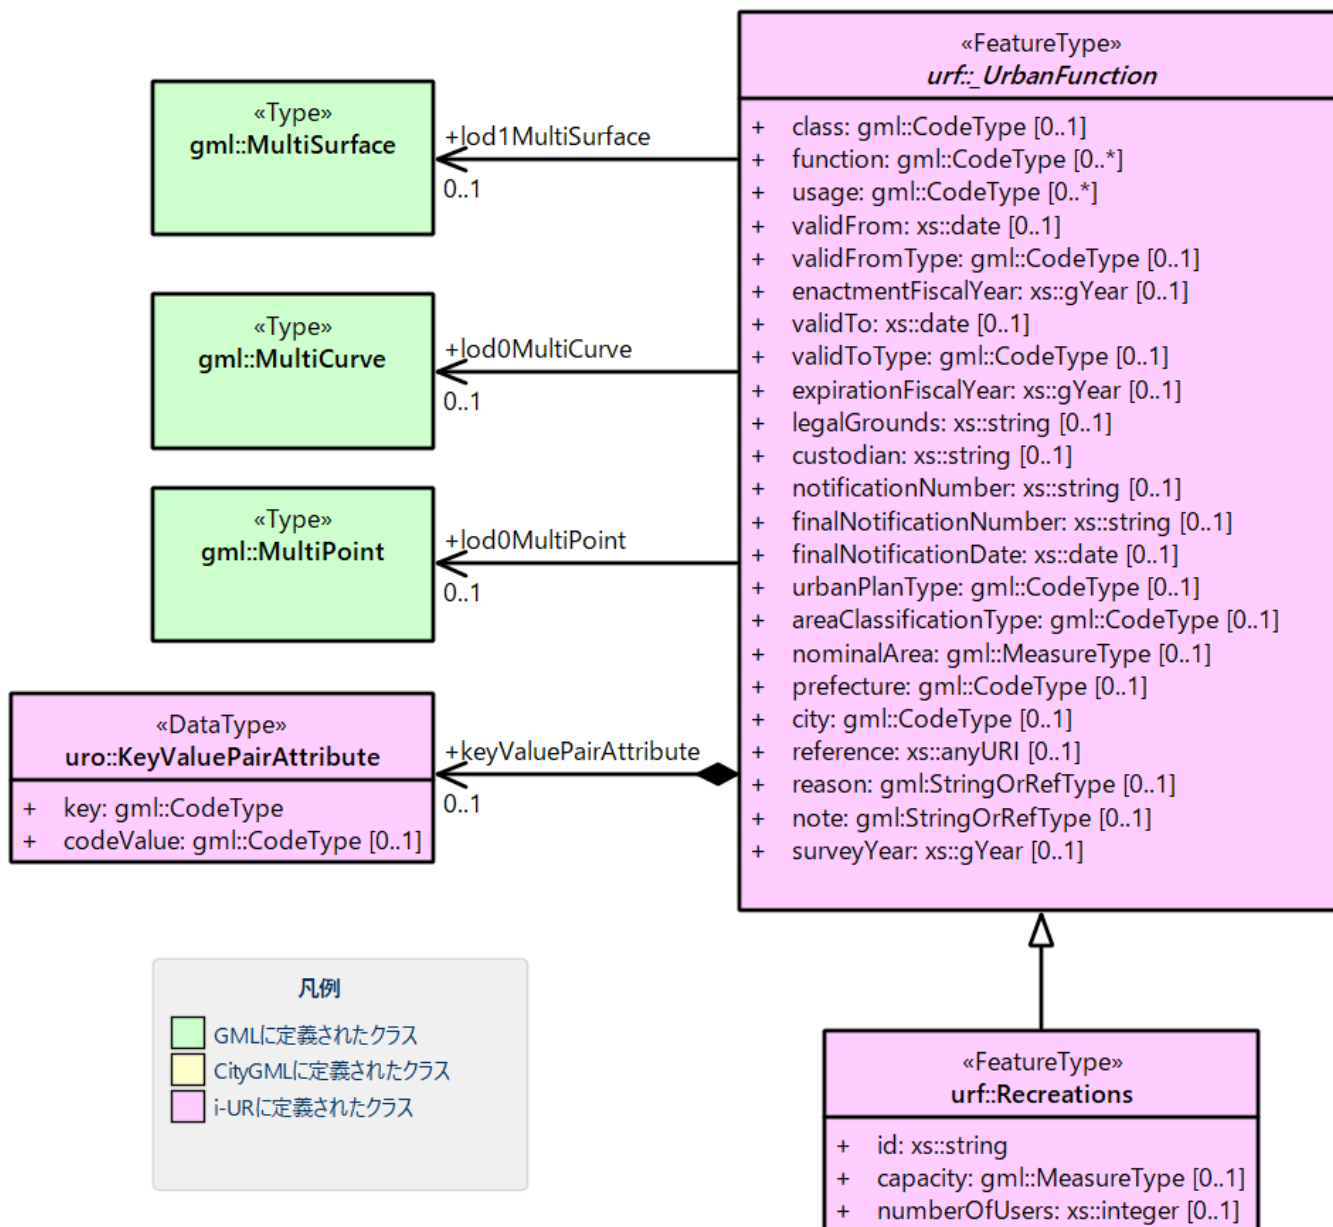 «FeatureType»
urf::_UrbanFunction
+ class: gml::CodeType [0..1]
+ function: gml::CodeType [0..*]
+ usage: gml::CodeType [0..*]
+ validFrom: xs::date [0..1]
+ validFromType: gml::CodeType [0..1]
+ enactmentFiscalYear: xs::gYear [0..1]
+ validTo: xs::date [0..1]
+ validToType: gml::CodeType [0..1]
+ expirationFiscalYear: xs::gYear [0..1]
+ legalGrounds: xs::string [0..1]
+ custodian: xs::string [0..1]
+ notificationNumber: xs::string [0..1]
+ finalNotificationNumber: xs::string [0..1]
+ finalNotificationDate: xs::date [0..1]
+ urbanPlanType: gml::CodeType [0..1]
+ areaClassificationType: gml::CodeType [0..1]
+ nominalArea: gml::MeasureType [0..1]
+ prefecture: gml::CodeType [0..1]
+ city: gml::CodeType [0..1]
+ reference: xs::anyURI [0..1]
+ reason: gml:StringOrRefType [0..1]
+ note: gml:StringOrRefType [0..1]
+ surveyYear: xs::gYear [0..1]
«Type»
gml::MultiSurface
+lod1MultiSurface
0..1
«Type»
gml::MultiCurve
+lod0MultiCurve
0..1
«Type»
gml::MultiPoint
+lod0MultiPoint
0..1
«DataType»
uro::KeyValuePairAttribute
+ key: gml::CodeType
+ codeValue: gml::CodeType [0..1]
+keyValuePairAttribute
0..1
凡例
GMLに定義されたクラス
CityGMLに定義されたクラス
i-URに定義されたクラス
«FeatureType»
urf::Recreations
+ id: xs::string
+ capacity: gml::MeasureType [0..1]
+ numberOfUsers: xs::integer [0..1]